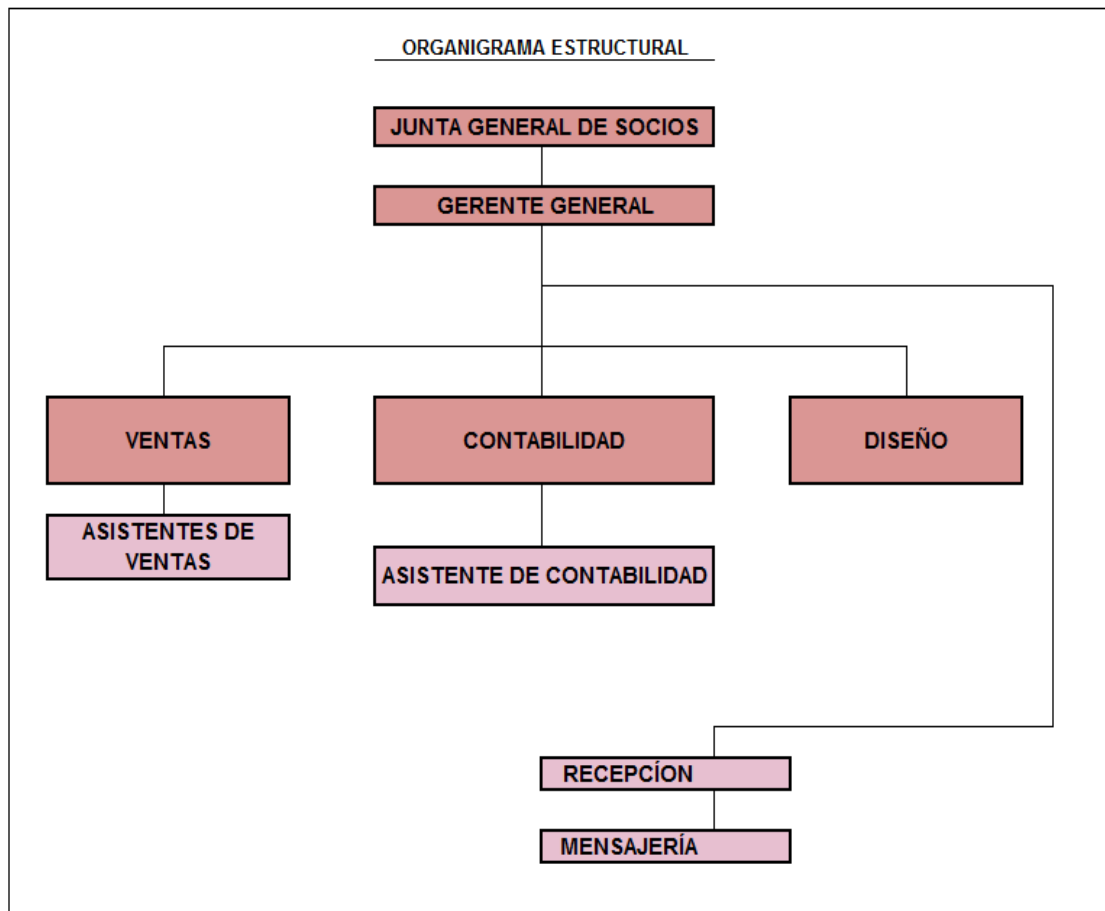 ORGANIGRAMA ESTRUCTURAL
JUNTA GENERAL DE SOCIOS
GERENTE GENERAL
VENTAS
CONTABILIDAD
DISEÑO
ASISTENTES DE
VENTAS
ASISTENTE DE CONTABILIDAD
RECEPCÍON
MENSAJERÍA